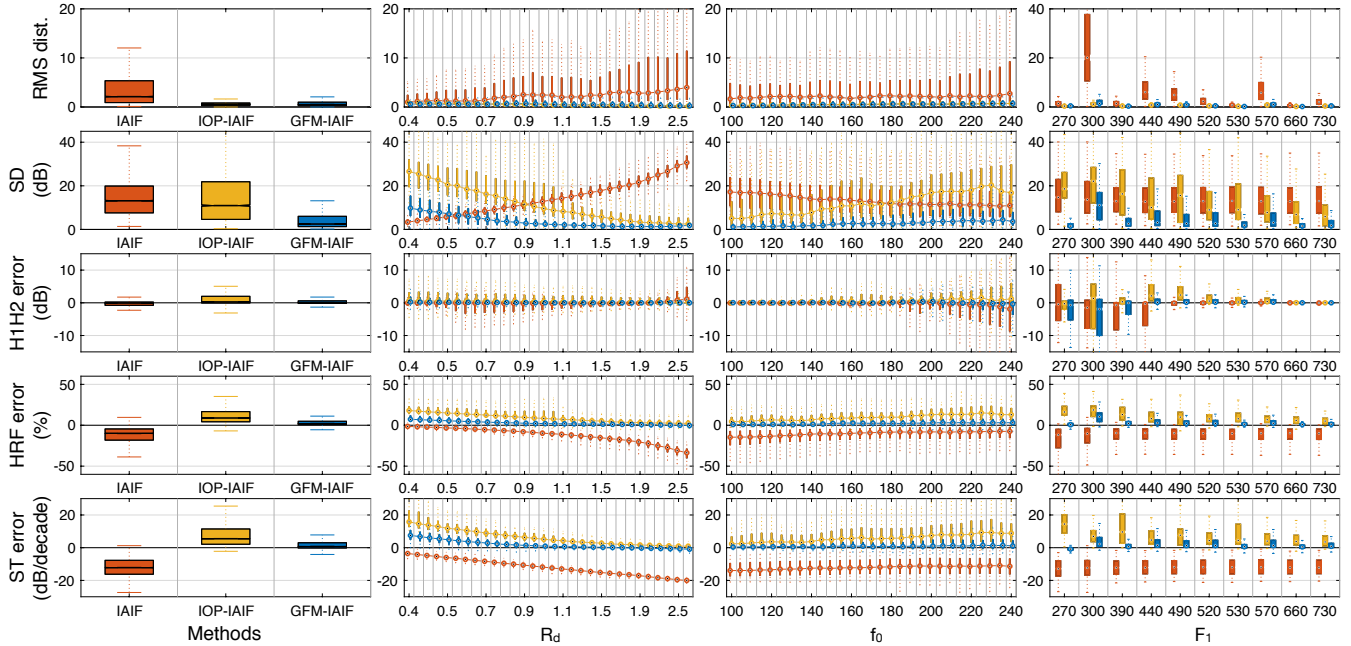 RMS dist.
20
10
0
IAIF
IOP-IAIF
GFM-IAIF
20
10
0
0.4 0.5 0.7 0.9 1.1 1.5 1.9 2.5
20
10
0
100 120 140 160 180 200 220 240
40
20
0
270 300 390 440 490 520 530 570 660 730
SD
(dB)
40
20
0
IAIF
IOP-IAIF
GFM-IAIF
40
20
0
0.4 0.5 0.7 0.9 1.1 1.5 1.9 2.5
40
20
0
100 120 140 160 180 200 220 240
40
20
0
270 300 390 440 490 520 530 570 660 730
H1H2 error
(dB)
10
0
-10
IAIF
IOP-IAIF
GFM-IAIF
10
0
-10
0.4 0.5 0.7 0.9 1.1 1.5 1.9 2.5
10
0
-10
100 120 140 160 180 200 220 240
10
0
-10
270 300 390 440 490 520 530 570 660 730
HRF error
(%)
50
0
-50
IAIF
IOP-IAIF
GFM-IAIF
50
0
-50
0.4 0.5 0.7 0.9 1.1 1.5 1.9 2.5
50
0
-50
100 120 140 160 180 200 220 240
50
0
-50
270 300 390 440 490 520 530 570 660 730
ST error
(dB/decade)
20
0
-20
IAIF
IOP-IAIF
GFM-IAIF
Methods
20
0
-20
0.4 0.5 0.7 0.9 1.1 1.5 1.9 2.5
R_d
20
0
-20
100 120 140 160 180 200 220 240
f_0
20
0
-20
270 300 390 440 490 520 530 570 660 730
F_1